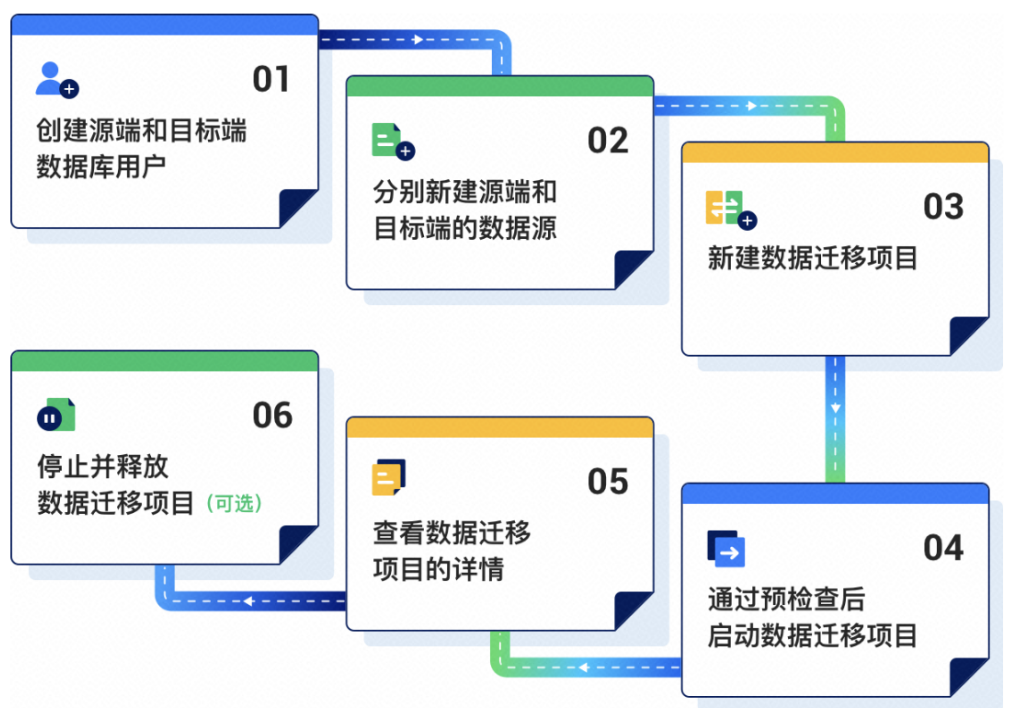 01
创建源端和目标端
数据库用户
02
分别新建源端和
目标端的数据源
03
新建数据迁移项目
04
通过预检查后
启动数据迁移项目
05
查看数据迁移
项目的详情
06
停止并释放
数据迁移项目（可选）